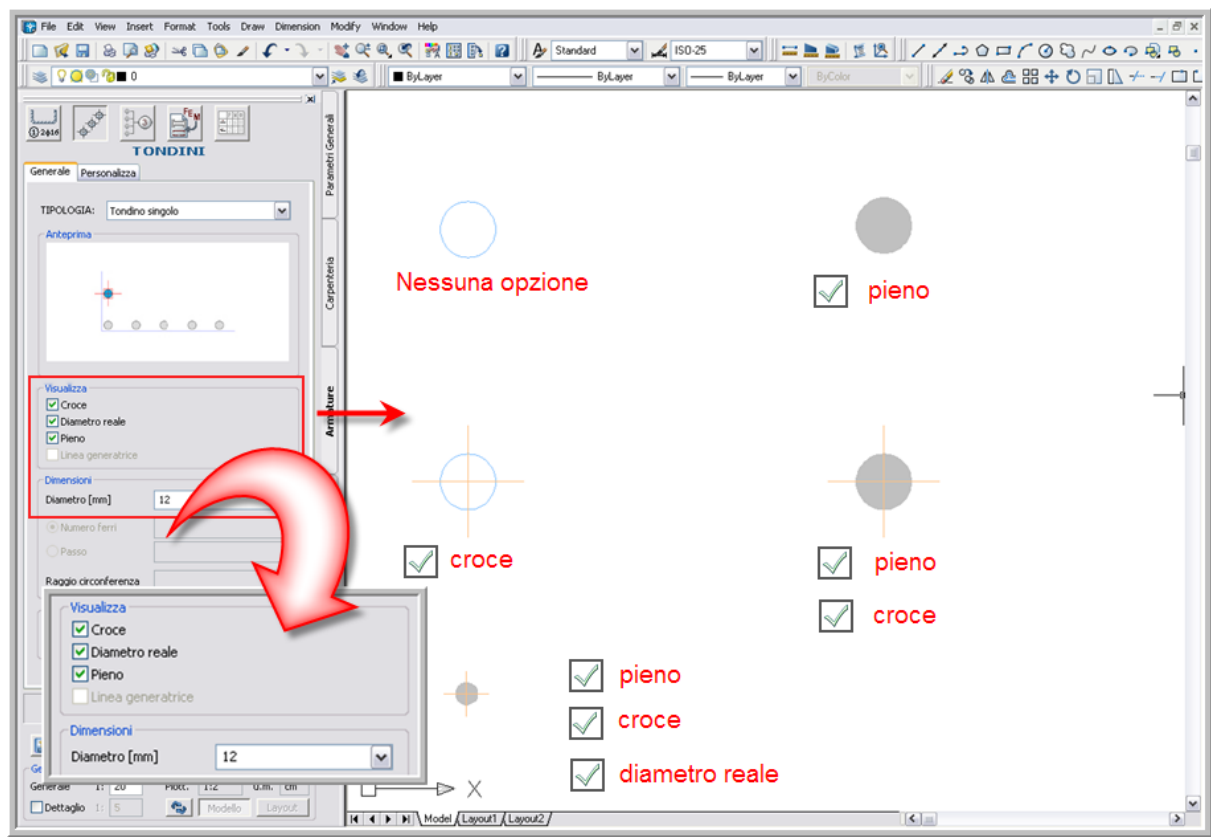 File Edit View Insert Format Tools Draw Dimension Modify Window Help
Standard ISO-25
0 ByLayer ByLayer ByLayer ByColor
2ϕ16 3 FEM
TONDINI
Generale Personalizza
Parametri Generali
Carpenteria
Armature
TIPOLOGIA: Tondino singolo
Anteprima
Visualizza
Croce
Diametro reale
Pieno
Linea generatrice
Dimensioni
Diametro [mm] 12
Numero ferri
Passo
Raggio circonferenza
Visualizza
Croce
Diametro reale
Pieno
Linea generatrice
Dimensioni
Diametro [mm] 12
Generale 1: 20 Plott. 1:2 u.m. cm
Dettaglio 1: 5 Modello Layout
Nessuna opzione
pieno
croce
pieno
croce
pieno
croce
diametro reale
X
Model Layout1 Layout2